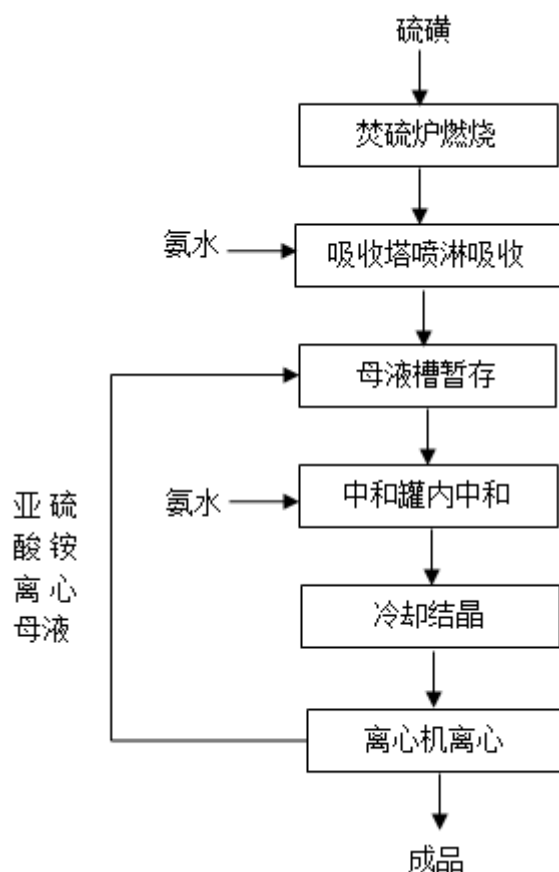 硫磺
焚硫炉燃烧
氨水
吸收塔喷淋吸收
母液槽暂存
亚硫
酸铵
离心
母液
氨水
中和罐内中和
冷却结晶
离心机离心
成品